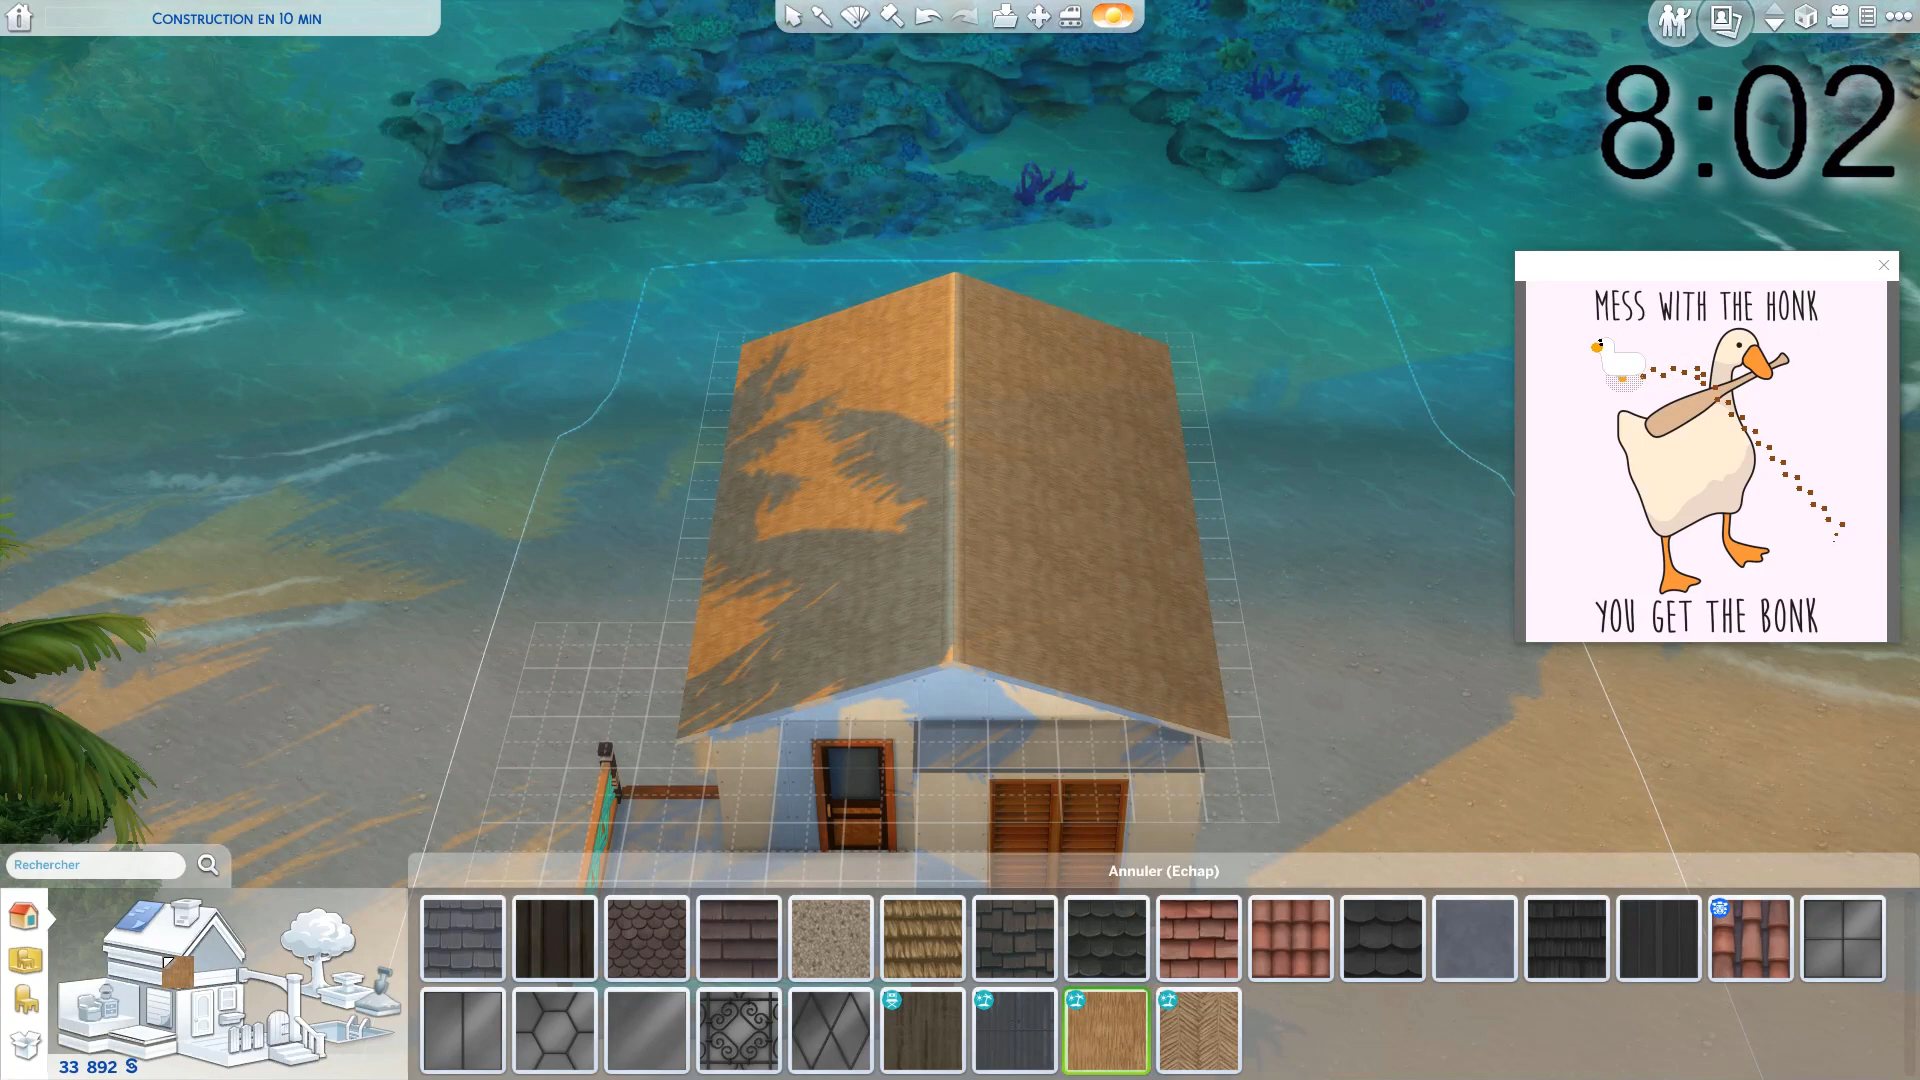 Construction en 10 min
8:02
MESS WITH THE HONK
YOU GET THE BONK
Rechercher
Annuler (Echap)
33 892 §